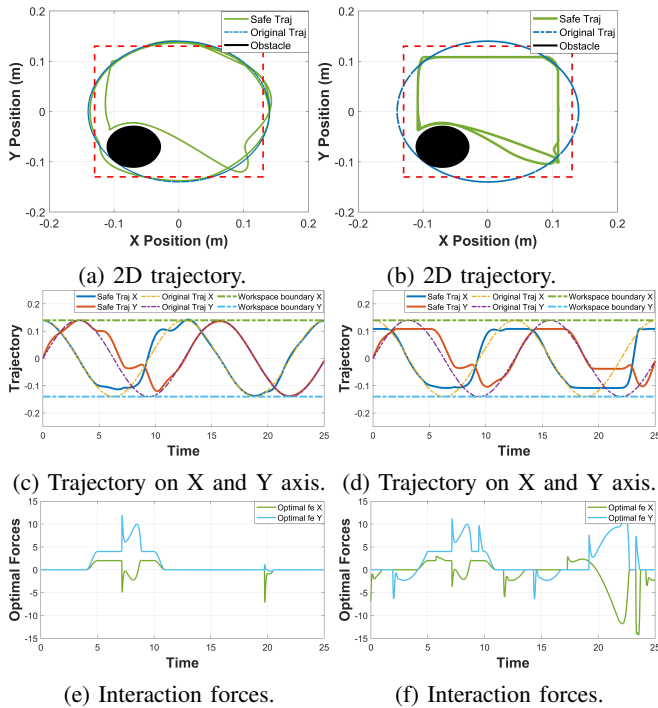 Safe Traj
Original Traj
Obstacle
0.2
0.1
0
-0.1
-0.2
Y Position (m)
-0.2 -0.1 0 0.1 0.2
X Position (m)
(a) 2D trajectory.
Safe Traj
Original Traj
Obstacle
0.2
0.1
0
-0.1
-0.2
Y Position (m)
-0.2 -0.1 0 0.1 0.2
X Position (m)
(b) 2D trajectory.
Safe Traj X Original Traj X Workspace boundary X
Safe Traj Y Original Traj Y Workspace boundary Y
0.2
0.1
0
-0.1
-0.2
Trajectory
0 5 10 15 20 25
Time
(c) Trajectory on X and Y axis.
Safe Traj X Original Traj X Workspace boundary X
Safe Traj Y Original Traj Y Workspace boundary Y
0.2
0.1
0
-0.1
-0.2
Trajectory
0 5 10 15 20 25
Time
(d) Trajectory on X and Y axis.
Optimal fe X
Optimal fe Y
15
10
5
0
-5
-10
-15
Optimal Forces
0 5 10 15 20 25
Time
(e) Interaction forces.
Optimal fe X
Optimal fe Y
15
10
5
0
-5
-10
-15
Optimal Forces
0 5 10 15 20 25
Time
(f) Interaction forces.